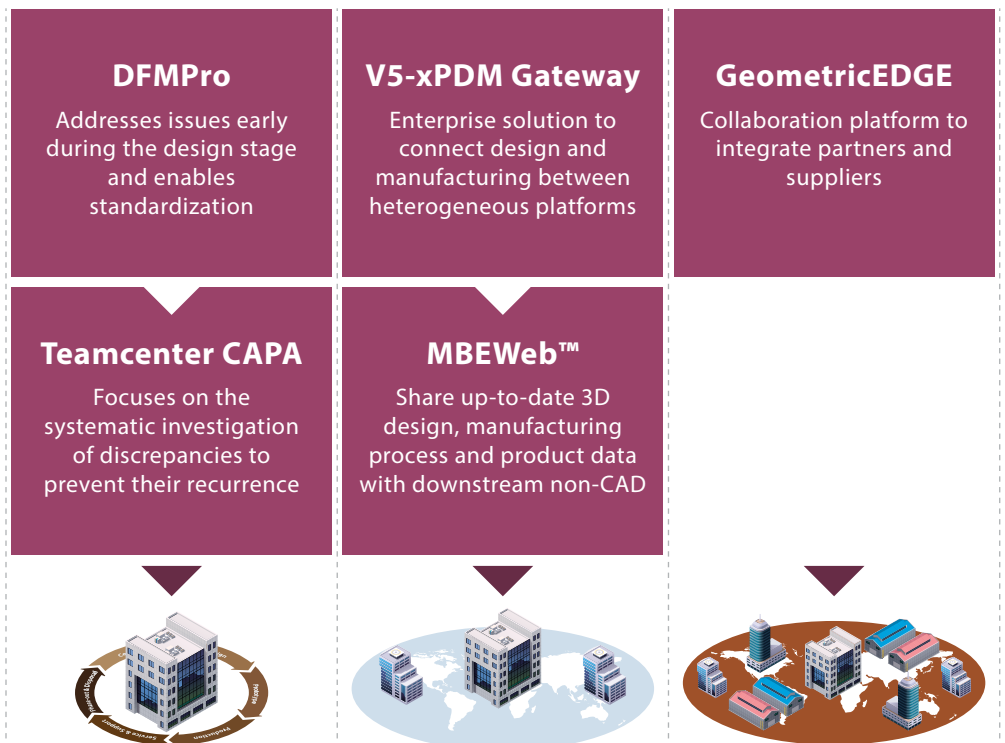 DFMPro
Addresses issues early
during the design stage
and enables
standardization
V5-xPDM Gateway
Enterprise solution to
connect design and
manufacturing between
heterogeneous platforms
GeometricEDGE
Collaboration platform to
integrate partners and
suppliers
Teamcenter CAPA
Focuses on the
systematic investigation
of discrepancies to
prevent their recurrence
MBEWeb™
Share up-to-date 3D
design, manufacturing
process and product data
with downstream non-CAD
Production
Service & Support